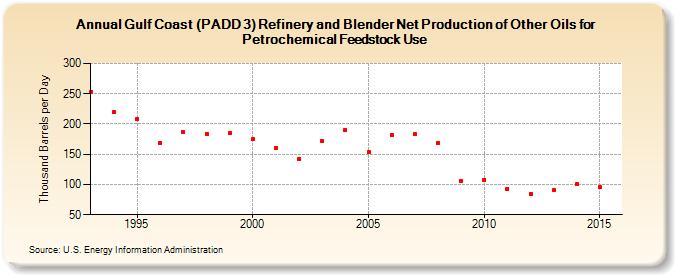 Annual Gulf Coast (PADD 3) Refinery and Blender Net Production of Other Oils for
Petrochemical Feedstock Use
Thousand Barrels per Day
300
250
200
150
100
50
1995
2000
2005
2010
2015
Source: U.S. Energy Information Administration